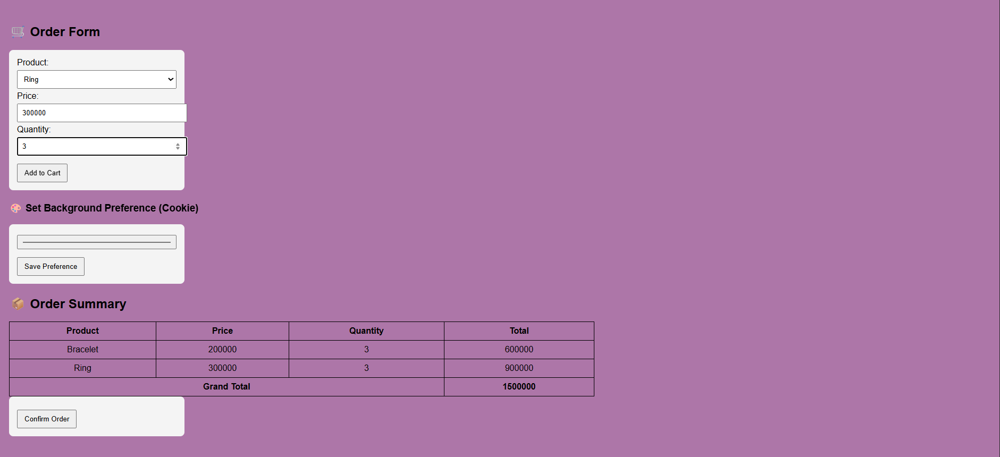 🛒 Order Form
Product:
Ring
Price:
300000
Quantity:
3
Add to Cart
🎨 Set Background Preference (Cookie)
Save Preference
📦 Order Summary
Product Price Quantity Total
Bracelet 200000 3 600000
Ring 300000 3 900000
Grand Total 1500000
Confirm Order